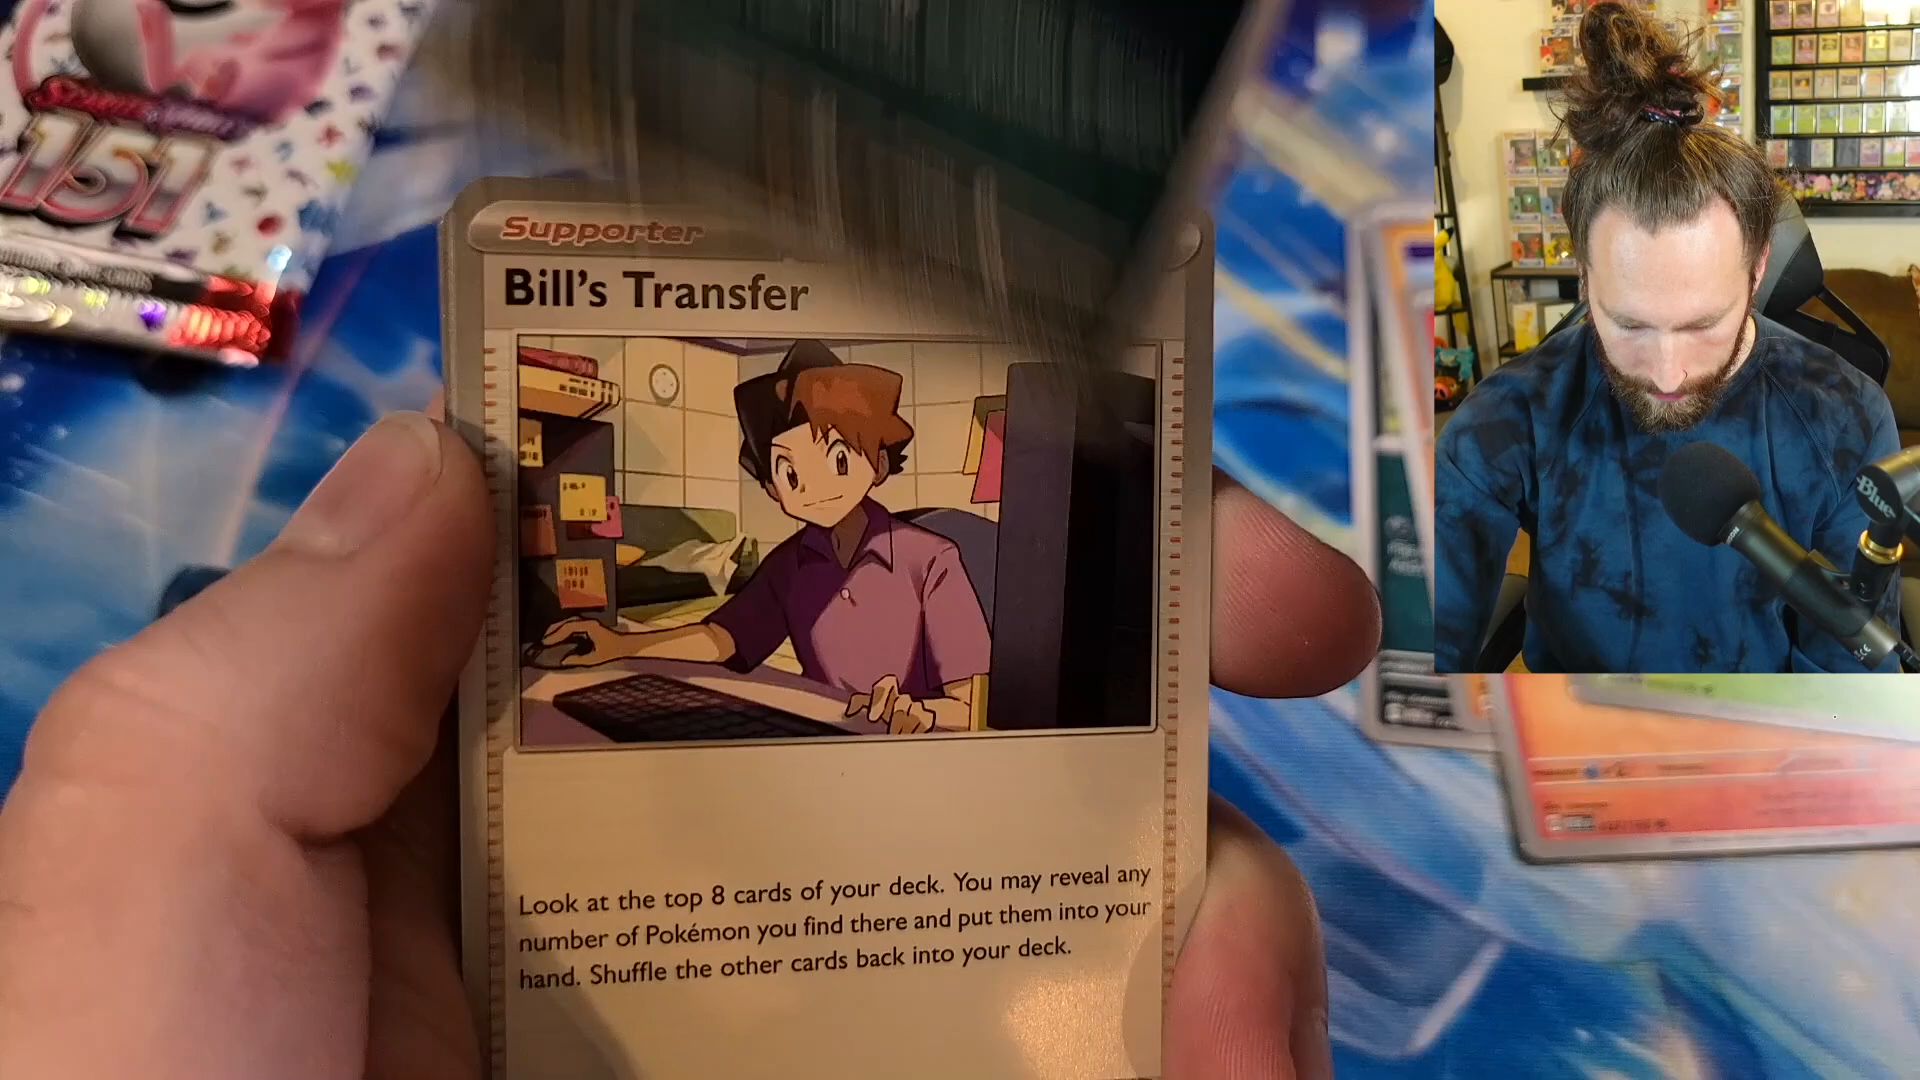 151
Supporter
Bill's Transfer
Look at the top 8 cards of your deck. You may reveal any
number of Pokémon you find there and put them into your
hand. Shuffle the other cards back into your deck.
Blue